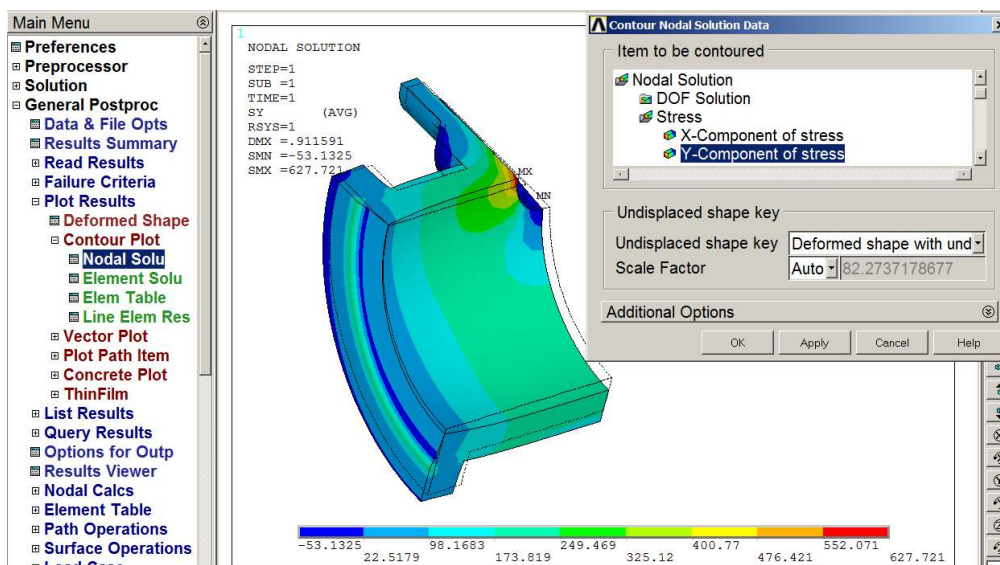 Main Menu
Preferences
Preprocessor
Solution
General Postproc
Data & File Opts
Results Summary
Read Results
Failure Criteria
Plot Results
Deformed Shape
Contour Plot
Nodal Solu
Element Solu
Elem Table
Line Elem Res
Vector Plot
Plot Path Item
Concrete Plot
ThinFilm
List Results
Query Results
Options for Outp
Results Viewer
Nodal Calcs
Element Table
Path Operations
Surface Operations
1
NODAL SOLUTION
STEP=1
SUB =1
TIME=1
SY (AVG)
RSYS=1
DMX =.911591
SMN =-53.1325
SMX =627.721
MX
MN
-53.1325 98.1683 249.469 400.77 552.071
22.5179 173.819 325.12 476.421 627.721
Contour Nodal Solution Data
Item to be contoured
Nodal Solution
DOF Solution
Stress
X-Component of stress
Y-Component of stress
Undisplaced shape key
Undisplaced shape key Deformed shape with und
Scale Factor Auto 82.2737178677
Additional Options
OK Apply Cancel Help